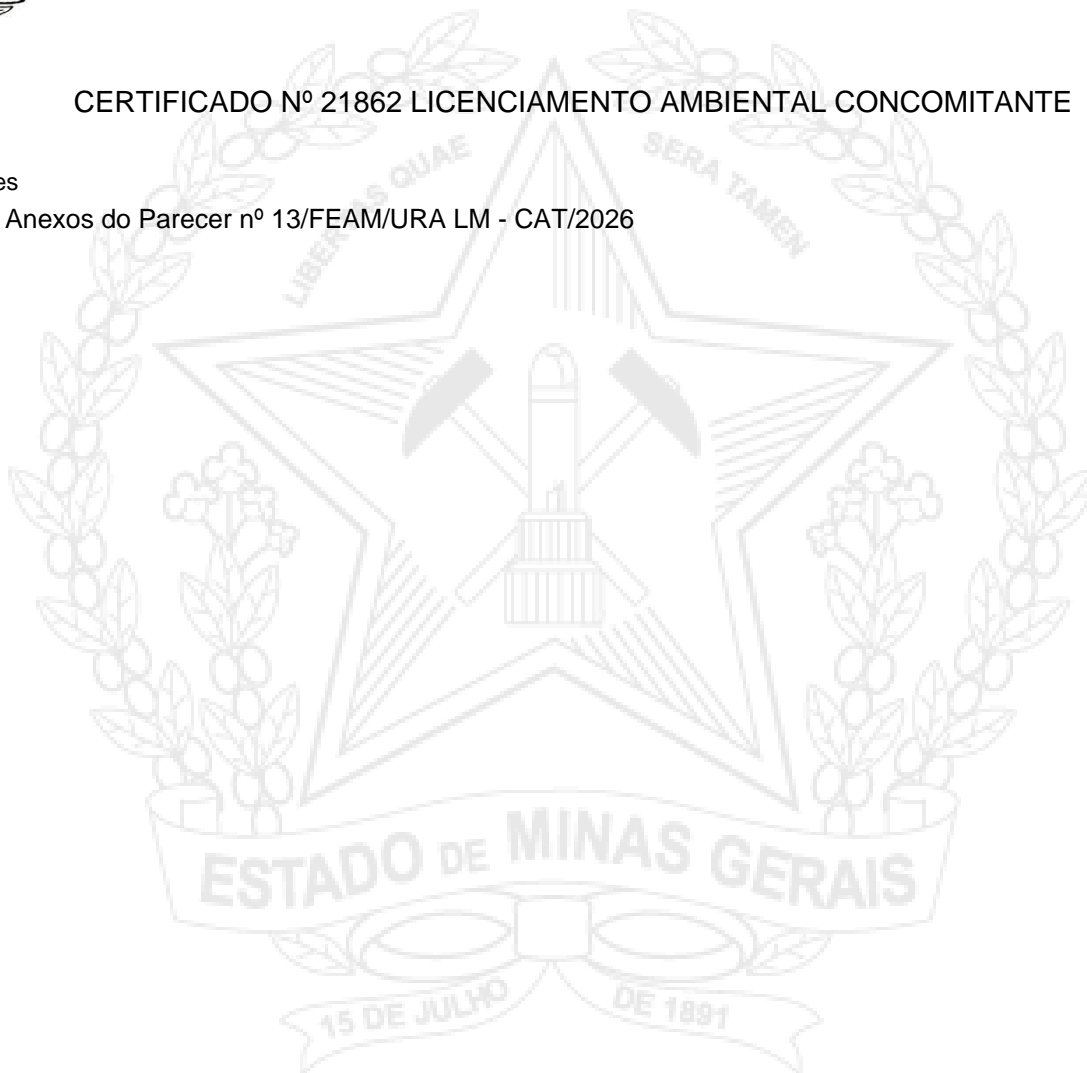 CERTIFICADO Nº 21862 LICENCIAMENTO AMBIENTAL CONCOMITANTE
es
Anexos do Parecer nº 13/FEAM/URA LM - CAT/2026
LIBERTAS QUAE SERA TAMEN
ESTADO DE MINAS GERAIS
15 DE JULHO DE 1891